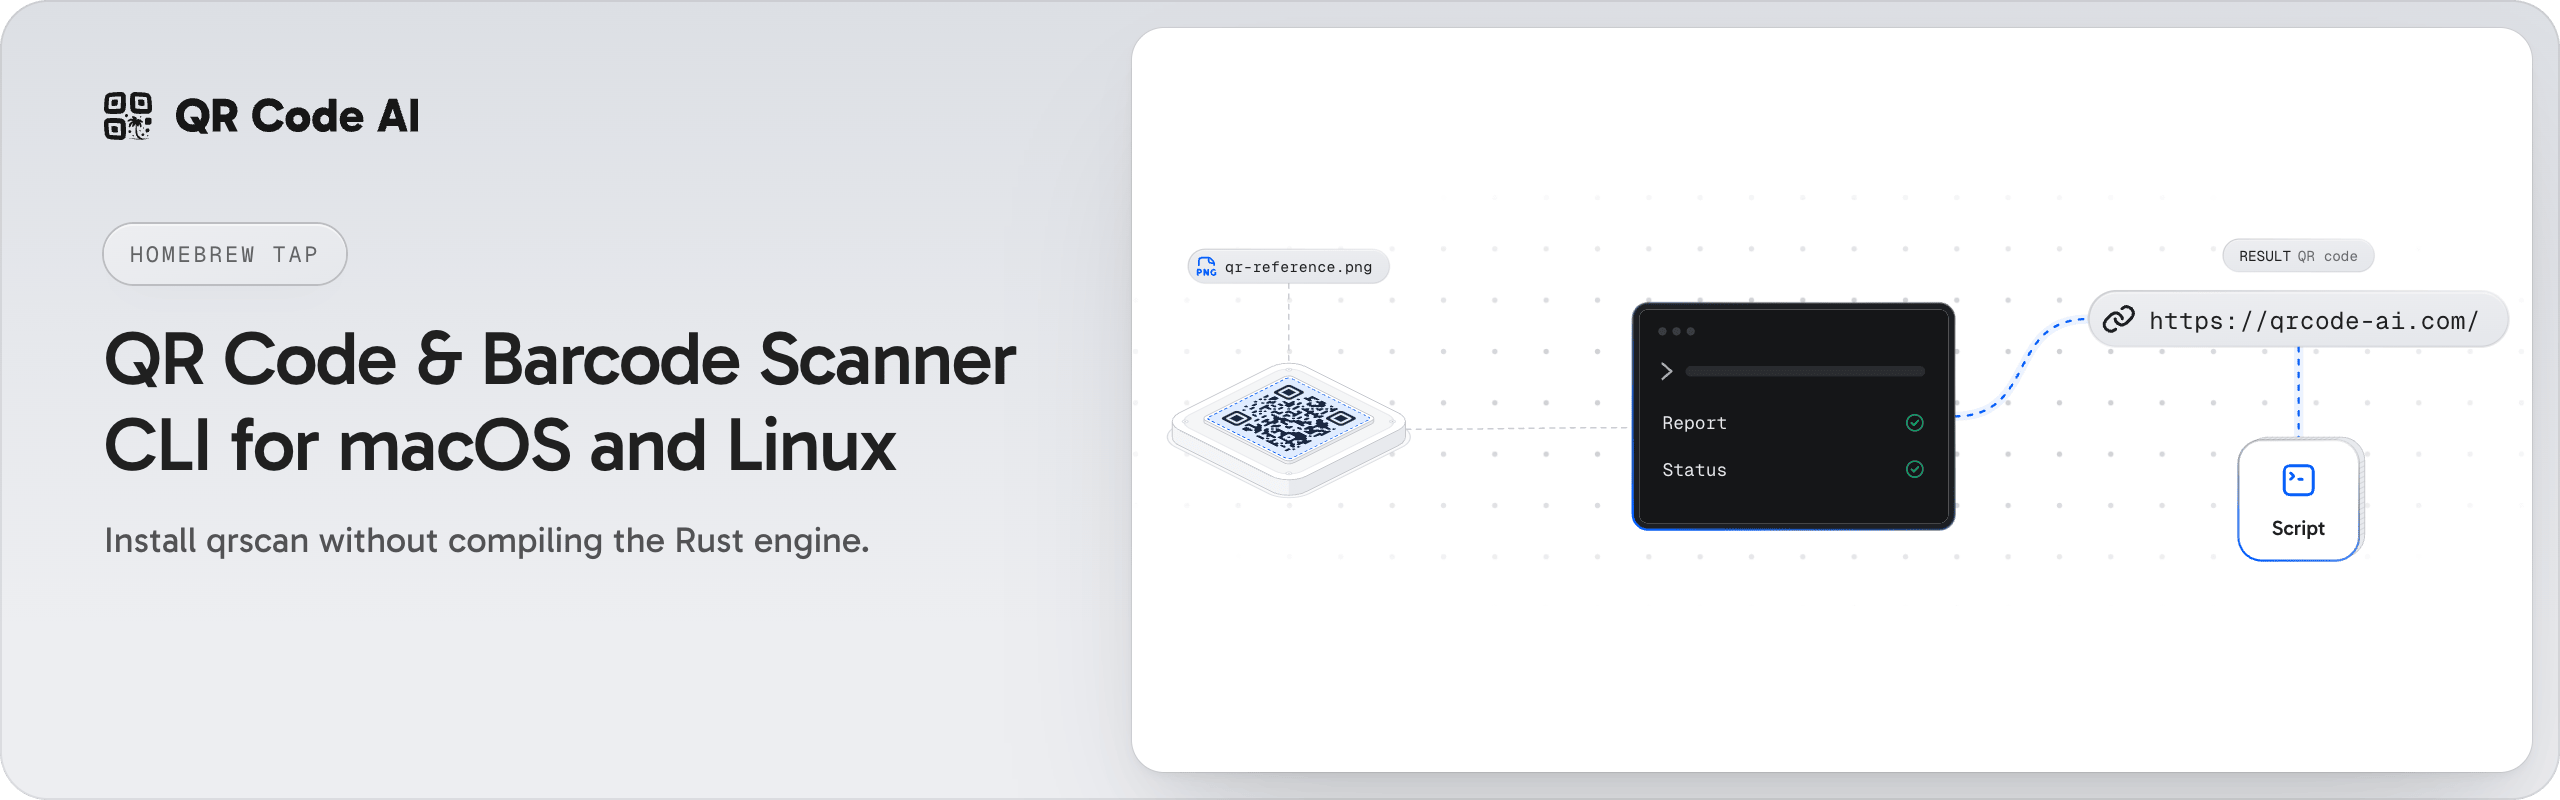 QR Code AI
HOMEBREW TAP
QR Code & Barcode Scanner
CLI for macOS and Linux
Install qrscan without compiling the Rust engine.
PNG qr-reference.png
Report
Status
RESULT QR code
https://qrcode-ai.com/
Script